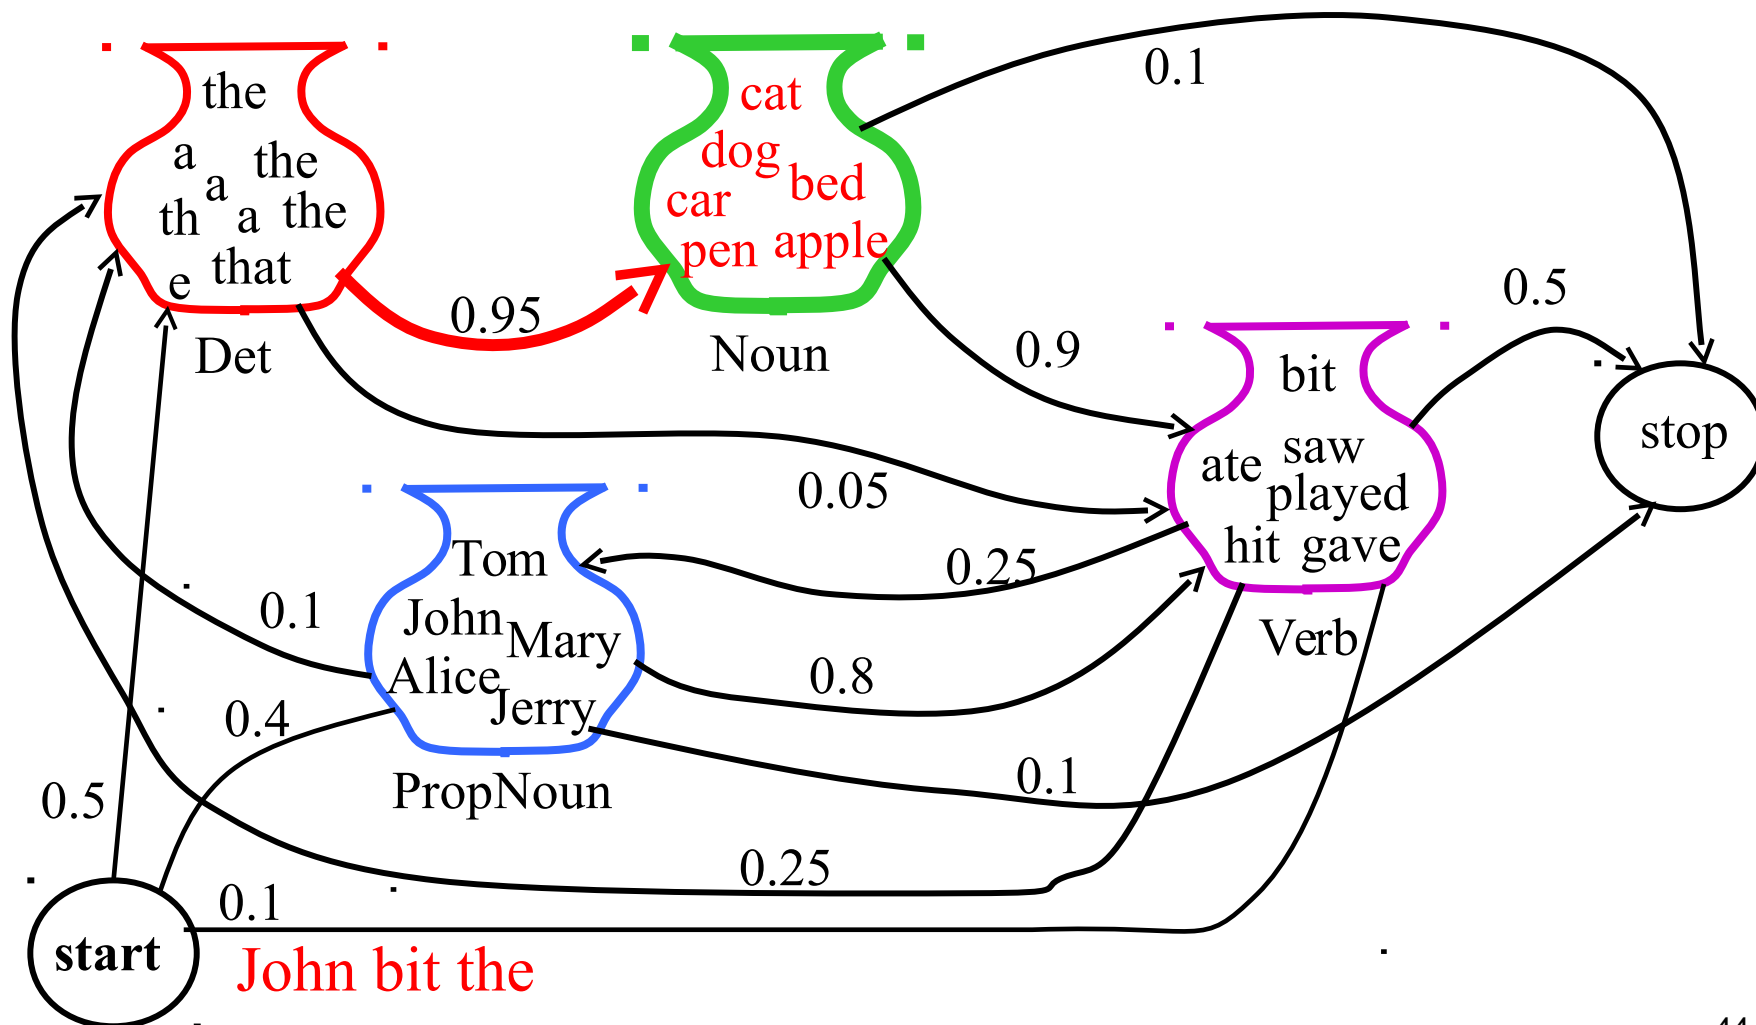 the
a
the
a
th
a
the
e
that
Det
0.95
cat
dog
bed
car
pen
apple
Noun
0.1
0.9
0.5
bit
ate
saw
played
hit
gave
Verb
stop
0.05
0.25
Tom
John
Mary
Alice
Jerry
PropNoun
0.1
0.8
0.4
0.1
0.5
0.25
0.1
start
John bit the